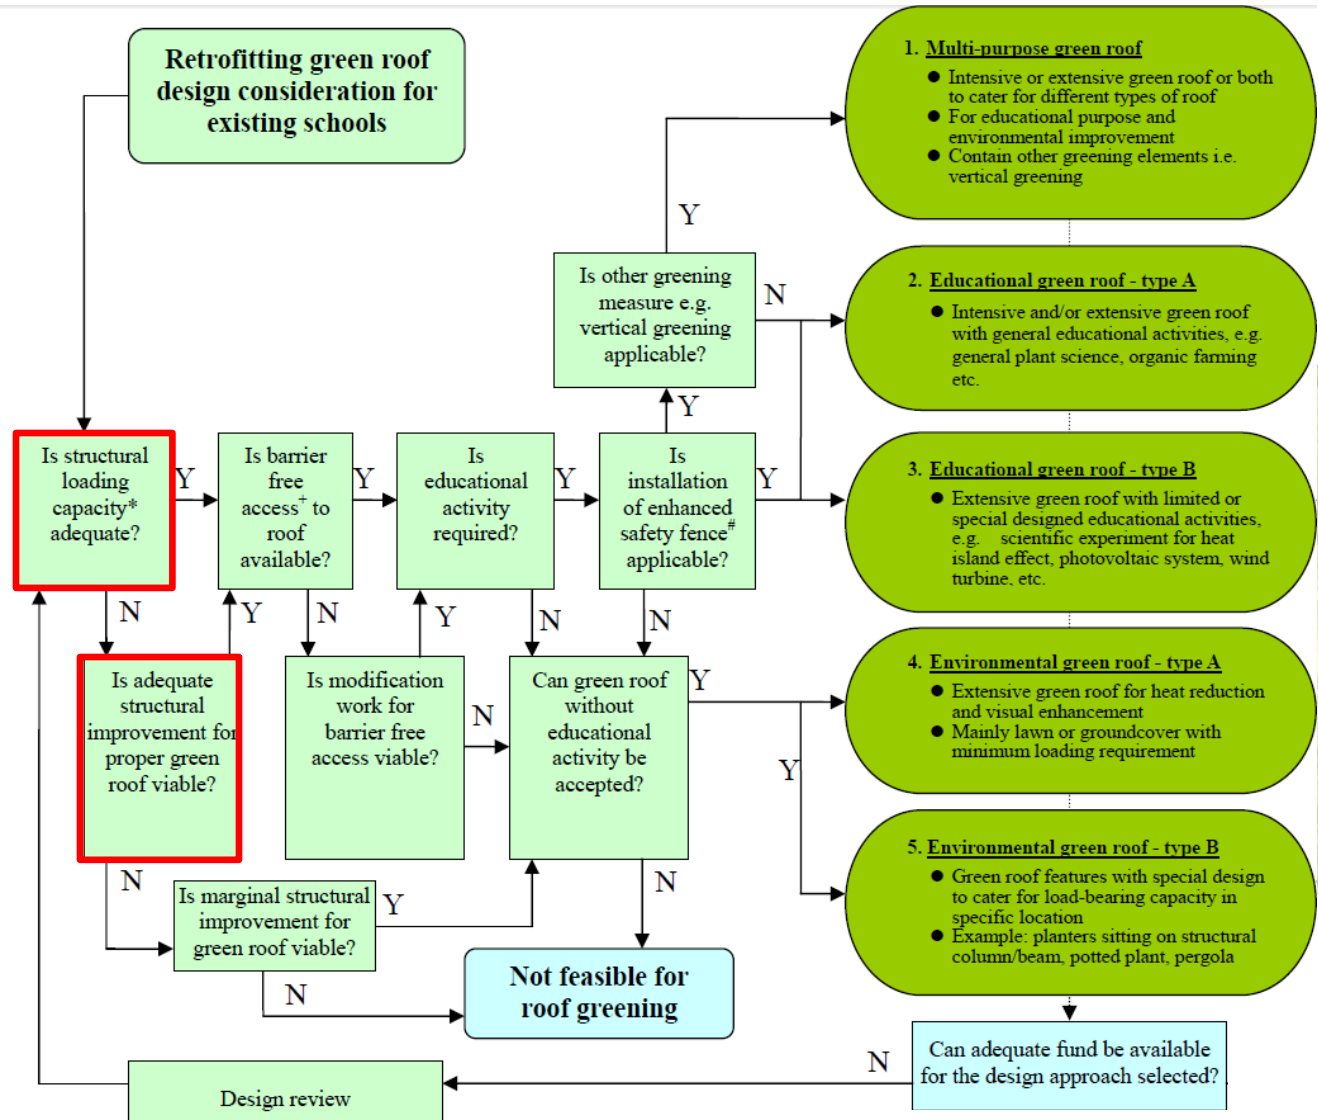 Retrofitting green roof
design consideration for
existing schools
1. Multi-purpose green roof
● Intensive or extensive green roof or both
to cater for different types of roof
● For educational purpose and
environmental improvement
● Contain other greening elements i.e.
vertical greening
Y
Is other greening
measure e.g.
vertical greening
applicable?
N
2. Educational green roof - type A
● Intensive and/or extensive green roof
with general educational activities, e.g.
general plant science, organic farming
etc.
Y
Is structural
loading
capacity*
adequate?
Y
Is barrier
free
access+ to
roof
available?
Y
Is
educational
activity
required?
Y
Is
installation
of enhanced
safety fence#
applicable?
Y
3. Educational green roof - type B
● Extensive green roof with limited or
special designed educational activities,
e.g. scientific experiment for heat
island effect, photovoltaic system, wind
turbine, etc.
N
Y
N
Y
N
N
Is adequate
structural
improvement for
proper green
roof viable?
Is modification
work for
barrier free
access viable?
N
Can green roof
without
educational
activity be
accepted?
Y
Y
4. Environmental green roof - type A
● Extensive green roof for heat reduction
and visual enhancement
● Mainly lawn or groundcover with
minimum loading requirement
N
Is marginal structural
improvement for
green roof viable?
Y
N
N
5. Environmental green roof - type B
● Green roof features with special design
to cater for load-bearing capacity in
specific location
● Example: planters sitting on structural
column/beam, potted plant, pergola
Not feasible for
roof greening
Can adequate fund be available
for the design approach selected?
N
Design review